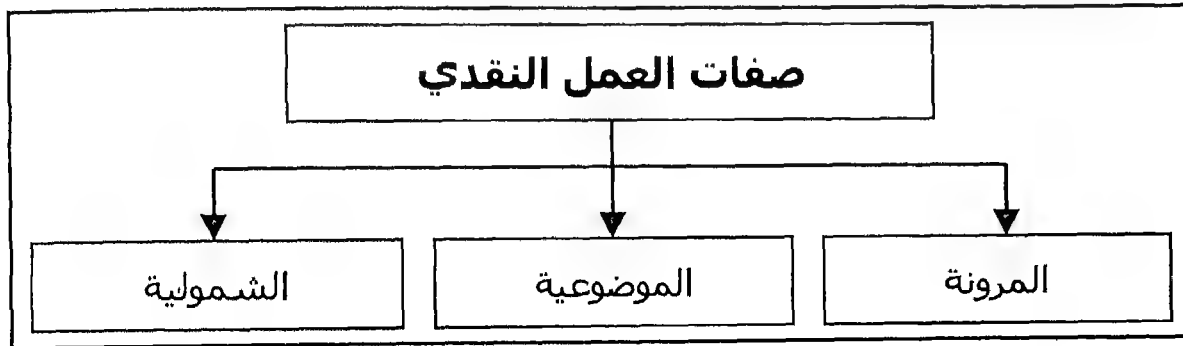 صفات العمل النقدي
المرونة
الموضوعية
الشمولية